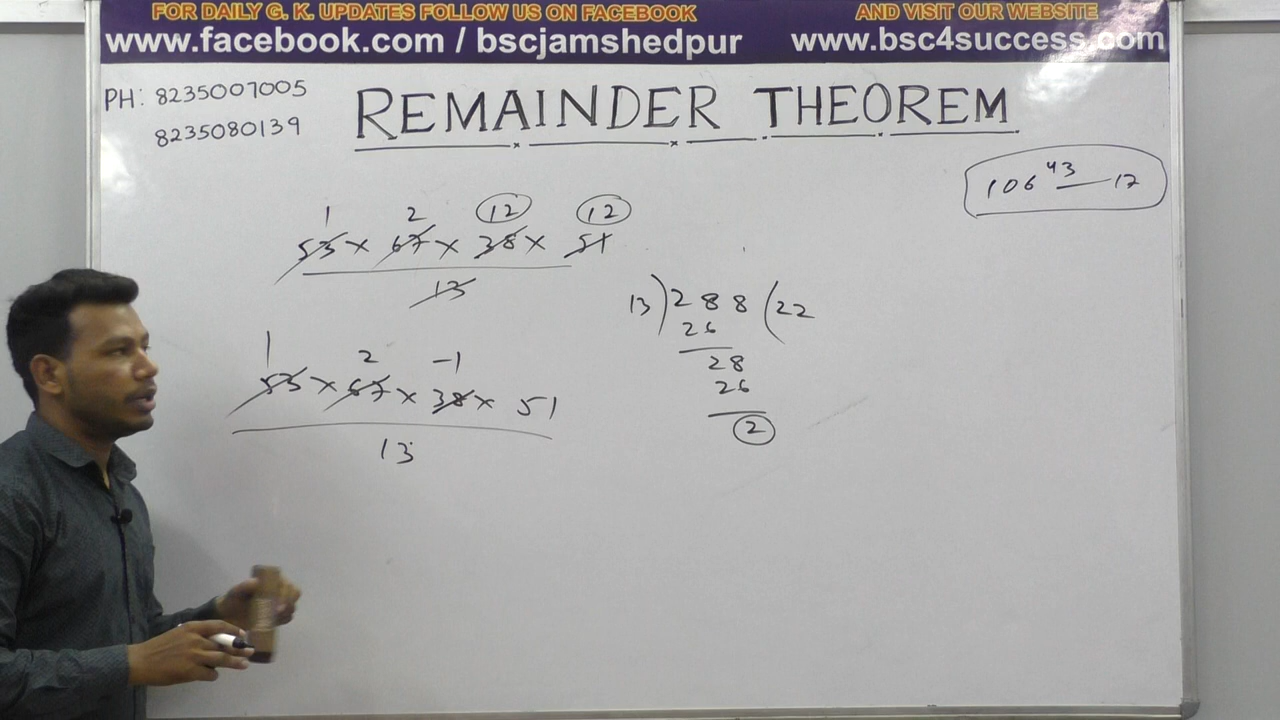 FOR DAILY G. K. UPDATES FOLLOW US ON FACEBOOK AND VISIT OUR WEBSITE
www.facebook.com / bscjamshedpur www.bsc4success.com
PH: 8235007005
8235080139
REMAINDER THEOREM
106^43 — 17
1 2 12 12
53 × 67 × 38 × 51
13
13)288(22
26
28
26
2
1 2 -1
53 × 67 × 38 × 51
13